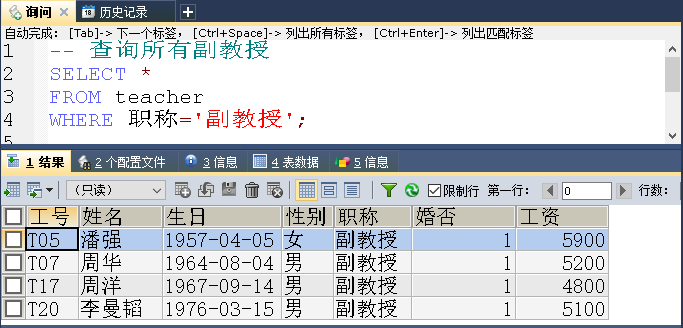 询问 历史记录
自动完成: [Tab]-> 下一个标签, [Ctrl+Space]-> 列出所有标签, [Ctrl+Enter]-> 列出匹配标签
1 -- 查询所有副教授
2 SELECT *
3 FROM teacher
4 WHERE 职称='副教授';
5
1 结果 2 个配置文件 3 信息 4 表数据 5 信息
(只读) 限制行 第一行: 0 行数:
工号 姓名 生日 性别 职称 婚否 工资
T05 潘强 1957-04-05 女 副教授 1 5900
T07 周华 1964-08-04 男 副教授 1 5200
T17 周洋 1967-09-14 男 副教授 1 4800
T20 李曼韬 1976-03-15 男 副教授 1 5100